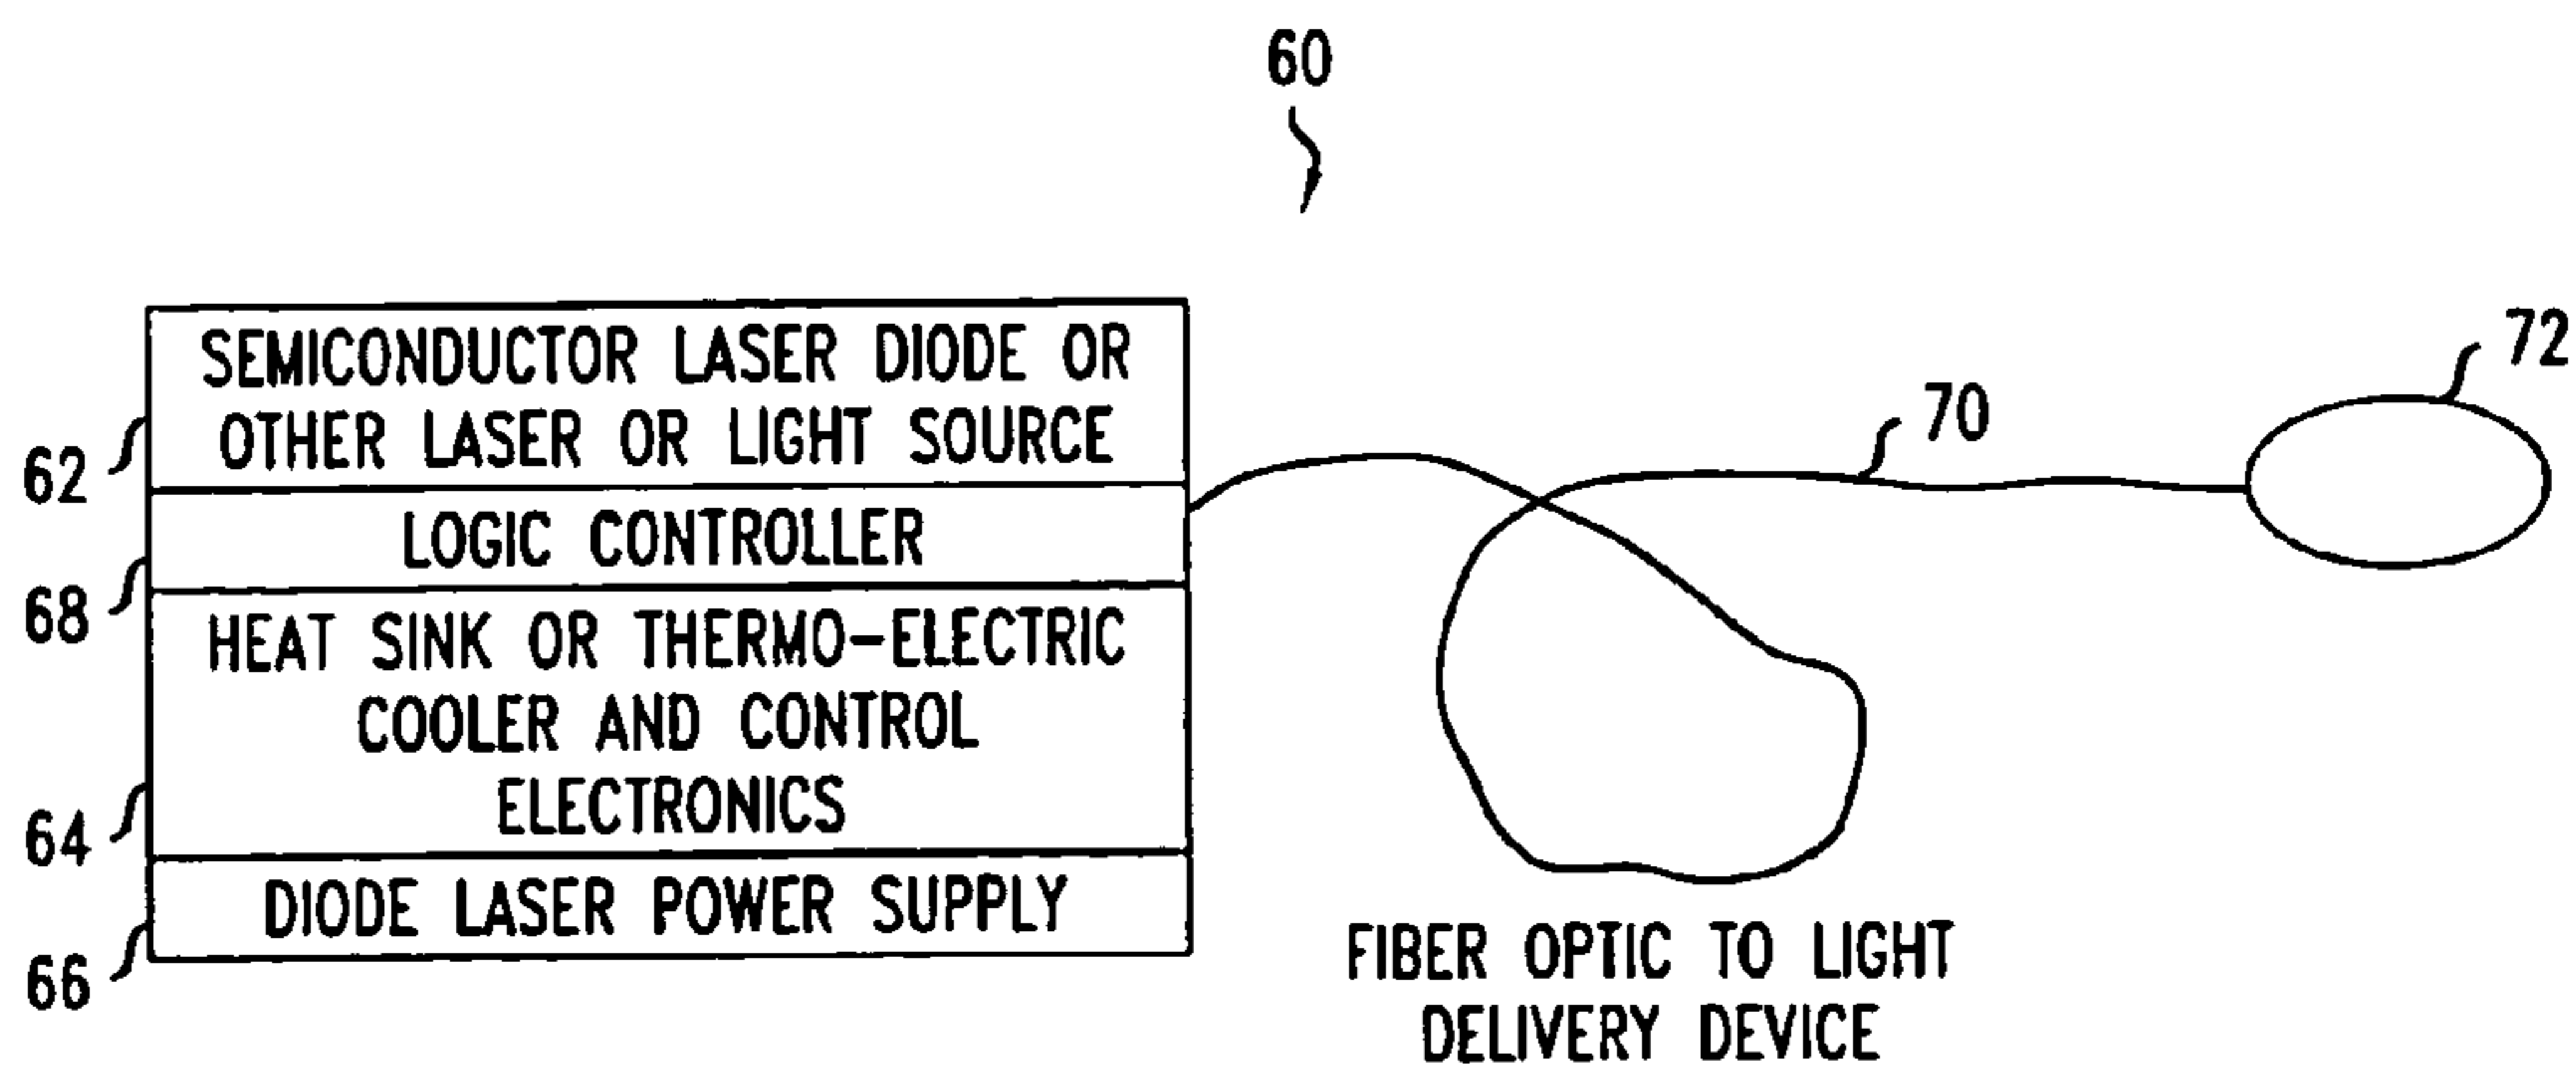 60
72
70
SEMICONDUCTOR LASER DIODE OR
OTHER LASER OR LIGHT SOURCE
62
LOGIC CONTROLLER
68
HEAT SINK OR THERMO-ELECTRIC
COOLER AND CONTROL
ELECTRONICS
64
DIODE LASER POWER SUPPLY
66
FIBER OPTIC TO LIGHT
DELIVERY DEVICE